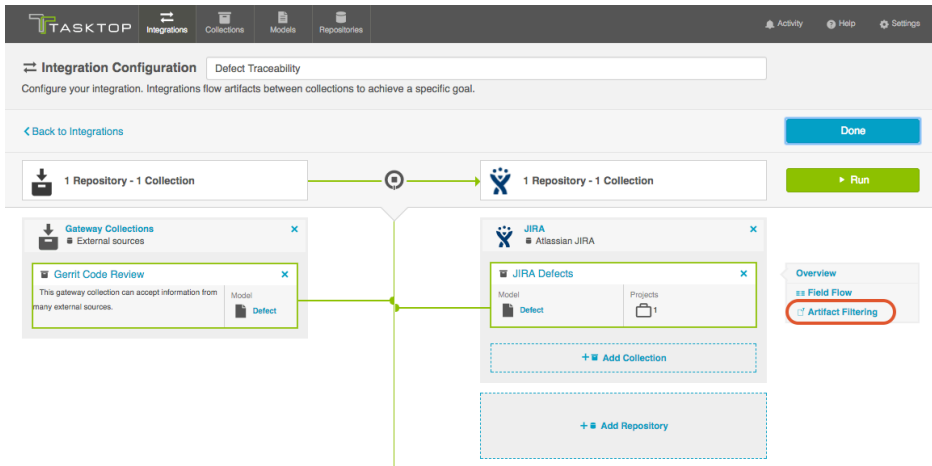 TASKTOP
Integrations
Collections
Models
Repositories
Activity
Help
Settings
Integration Configuration
Defect Traceability
Configure your integration. Integrations flow artifacts between collections to achieve a specific goal.
Back to Integrations
Done
1 Repository - 1 Collection
1 Repository - 1 Collection
Run
Gateway Collections
External sources
Gerrit Code Review
This gateway collection can accept information from
many external sources.
Model
Defect
JIRA
Atlassian JIRA
JIRA Defects
Model
Defect
Projects
1
+ Add Collection
+ Add Repository
Overview
Field Flow
Artifact Filtering